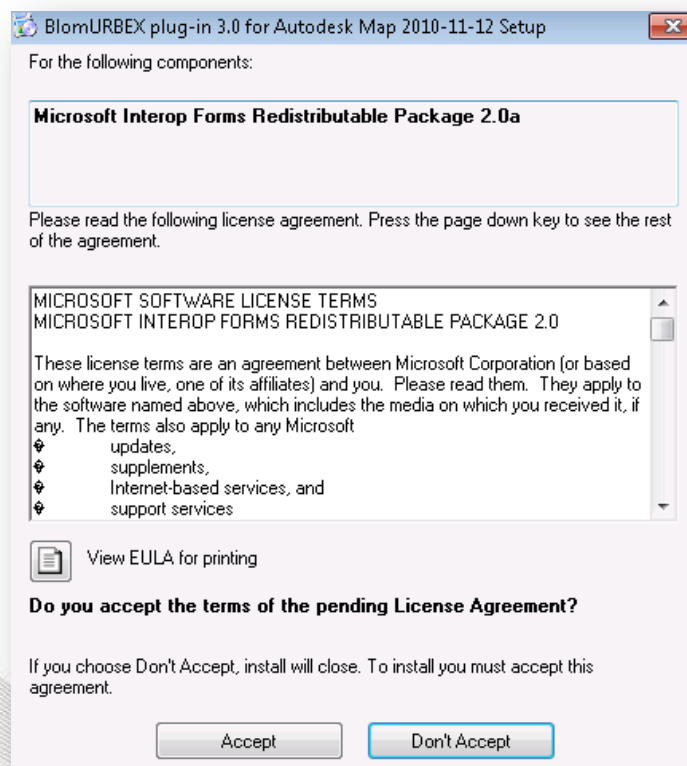 BlomURBEX plug-in 3.0 for Autodesk Map 2010-11-12 Setup
For the following components:
Microsoft Interop Forms Redistributable Package 2.0a
Please read the following license agreement. Press the page down key to see the rest
of the agreement.
MICROSOFT SOFTWARE LICENSE TERMS
MICROSOFT INTEROP FORMS REDISTRIBUTABLE PACKAGE 2.0
These license terms are an agreement between Microsoft Corporation (or based
on where you live, one of its affiliates) and you.  Please read them.  They apply to
the software named above, which includes the media on which you received it, if
any.  The terms also apply to any Microsoft
� updates,
� supplements,
� Internet-based services, and
� support services
View EULA for printing
Do you accept the terms of the pending License Agreement?
If you choose Don't Accept, install will close. To install you must accept this
agreement.
Accept
Don't Accept